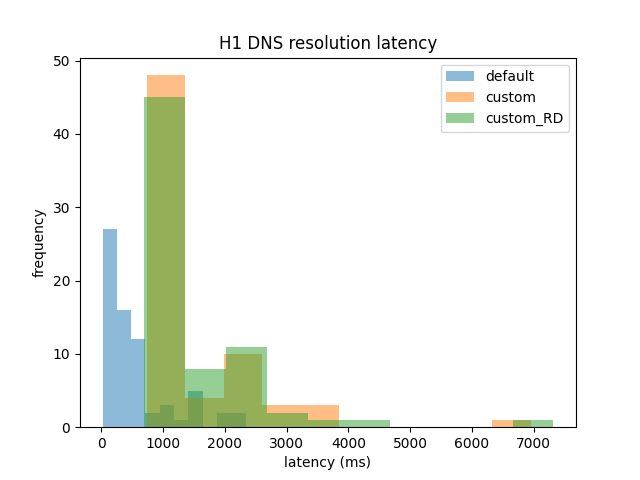 H1 DNS resolution latency
default
custom
custom_RD
frequency
50
40
30
20
10
0
0 1000 2000 3000 4000 5000 6000 7000
latency (ms)